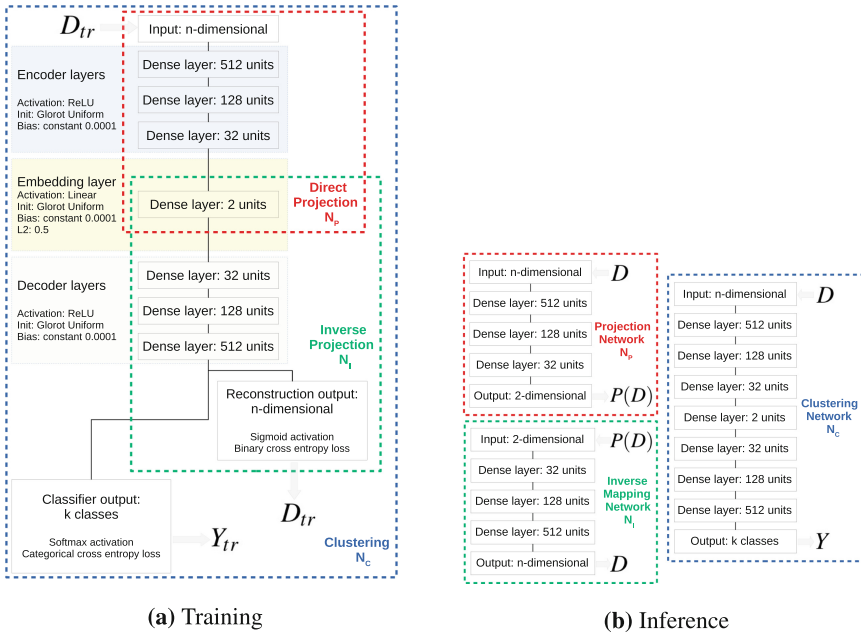 D_tr
Input: n-dimensional
Encoder layers
Activation: ReLU
Init: Glorot Uniform
Bias: constant 0.0001
Dense layer: 512 units
Dense layer: 128 units
Dense layer: 32 units
Embedding layer
Activation: Linear
Init: Glorot Uniform
Bias: constant 0.0001
L2: 0.5
Dense layer: 2 units
Direct
Projection
N_P
Decoder layers
Activation: ReLU
Init: Glorot Uniform
Bias: constant 0.0001
Dense layer: 32 units
Dense layer: 128 units
Dense layer: 512 units
Inverse
Projection
N_I
Reconstruction output:
n-dimensional
Sigmoid activation
Binary cross entropy loss
D_tr
Classifier output:
k classes
Softmax activation
Categorical cross entropy loss
Y_tr
Clustering
N_C
(a) Training
Input: n-dimensional
D
Dense layer: 512 units
Dense layer: 128 units
Dense layer: 32 units
Output: 2-dimensional
P(D)
Projection
Network
N_P
Input: 2-dimensional
P(D)
Dense layer: 32 units
Dense layer: 128 units
Dense layer: 512 units
Output: n-dimensional
D
Inverse
Mapping
Network
N_I
Input: n-dimensional
D
Dense layer: 512 units
Dense layer: 128 units
Dense layer: 32 units
Dense layer: 2 units
Dense layer: 32 units
Dense layer: 128 units
Dense layer: 512 units
Output: k classes
Y
Clustering
Network
N_C
(b) Inference